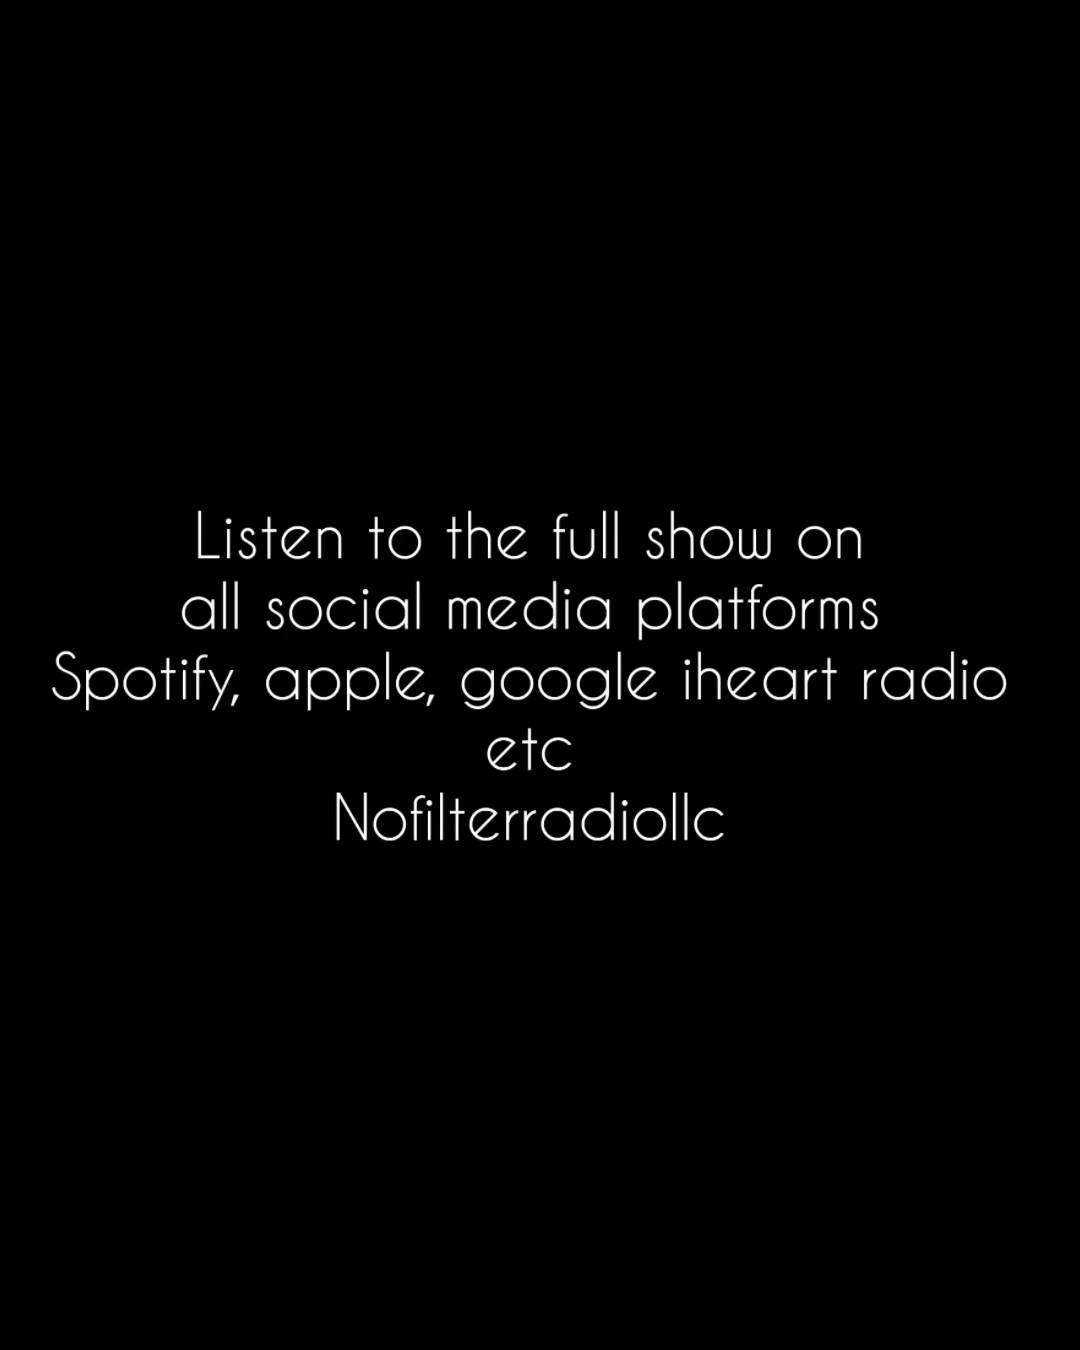 Listen to the full show on
all social media platforms
Spotify, apple, google iheart radio
etc
Nofilterradiollc